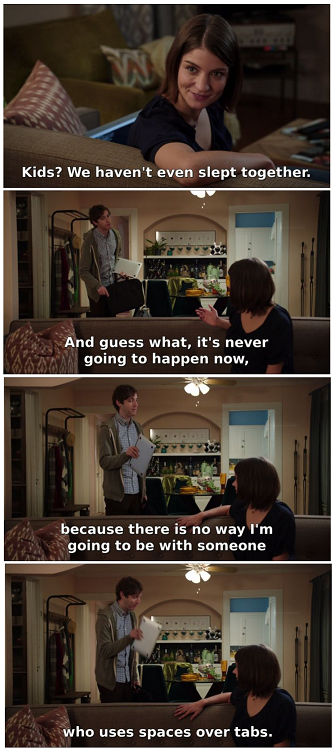 Kids? We haven't even slept together.
And guess what, it's never
going to happen now,
because there is no way I'm
going to be with someone
who uses spaces over tabs.